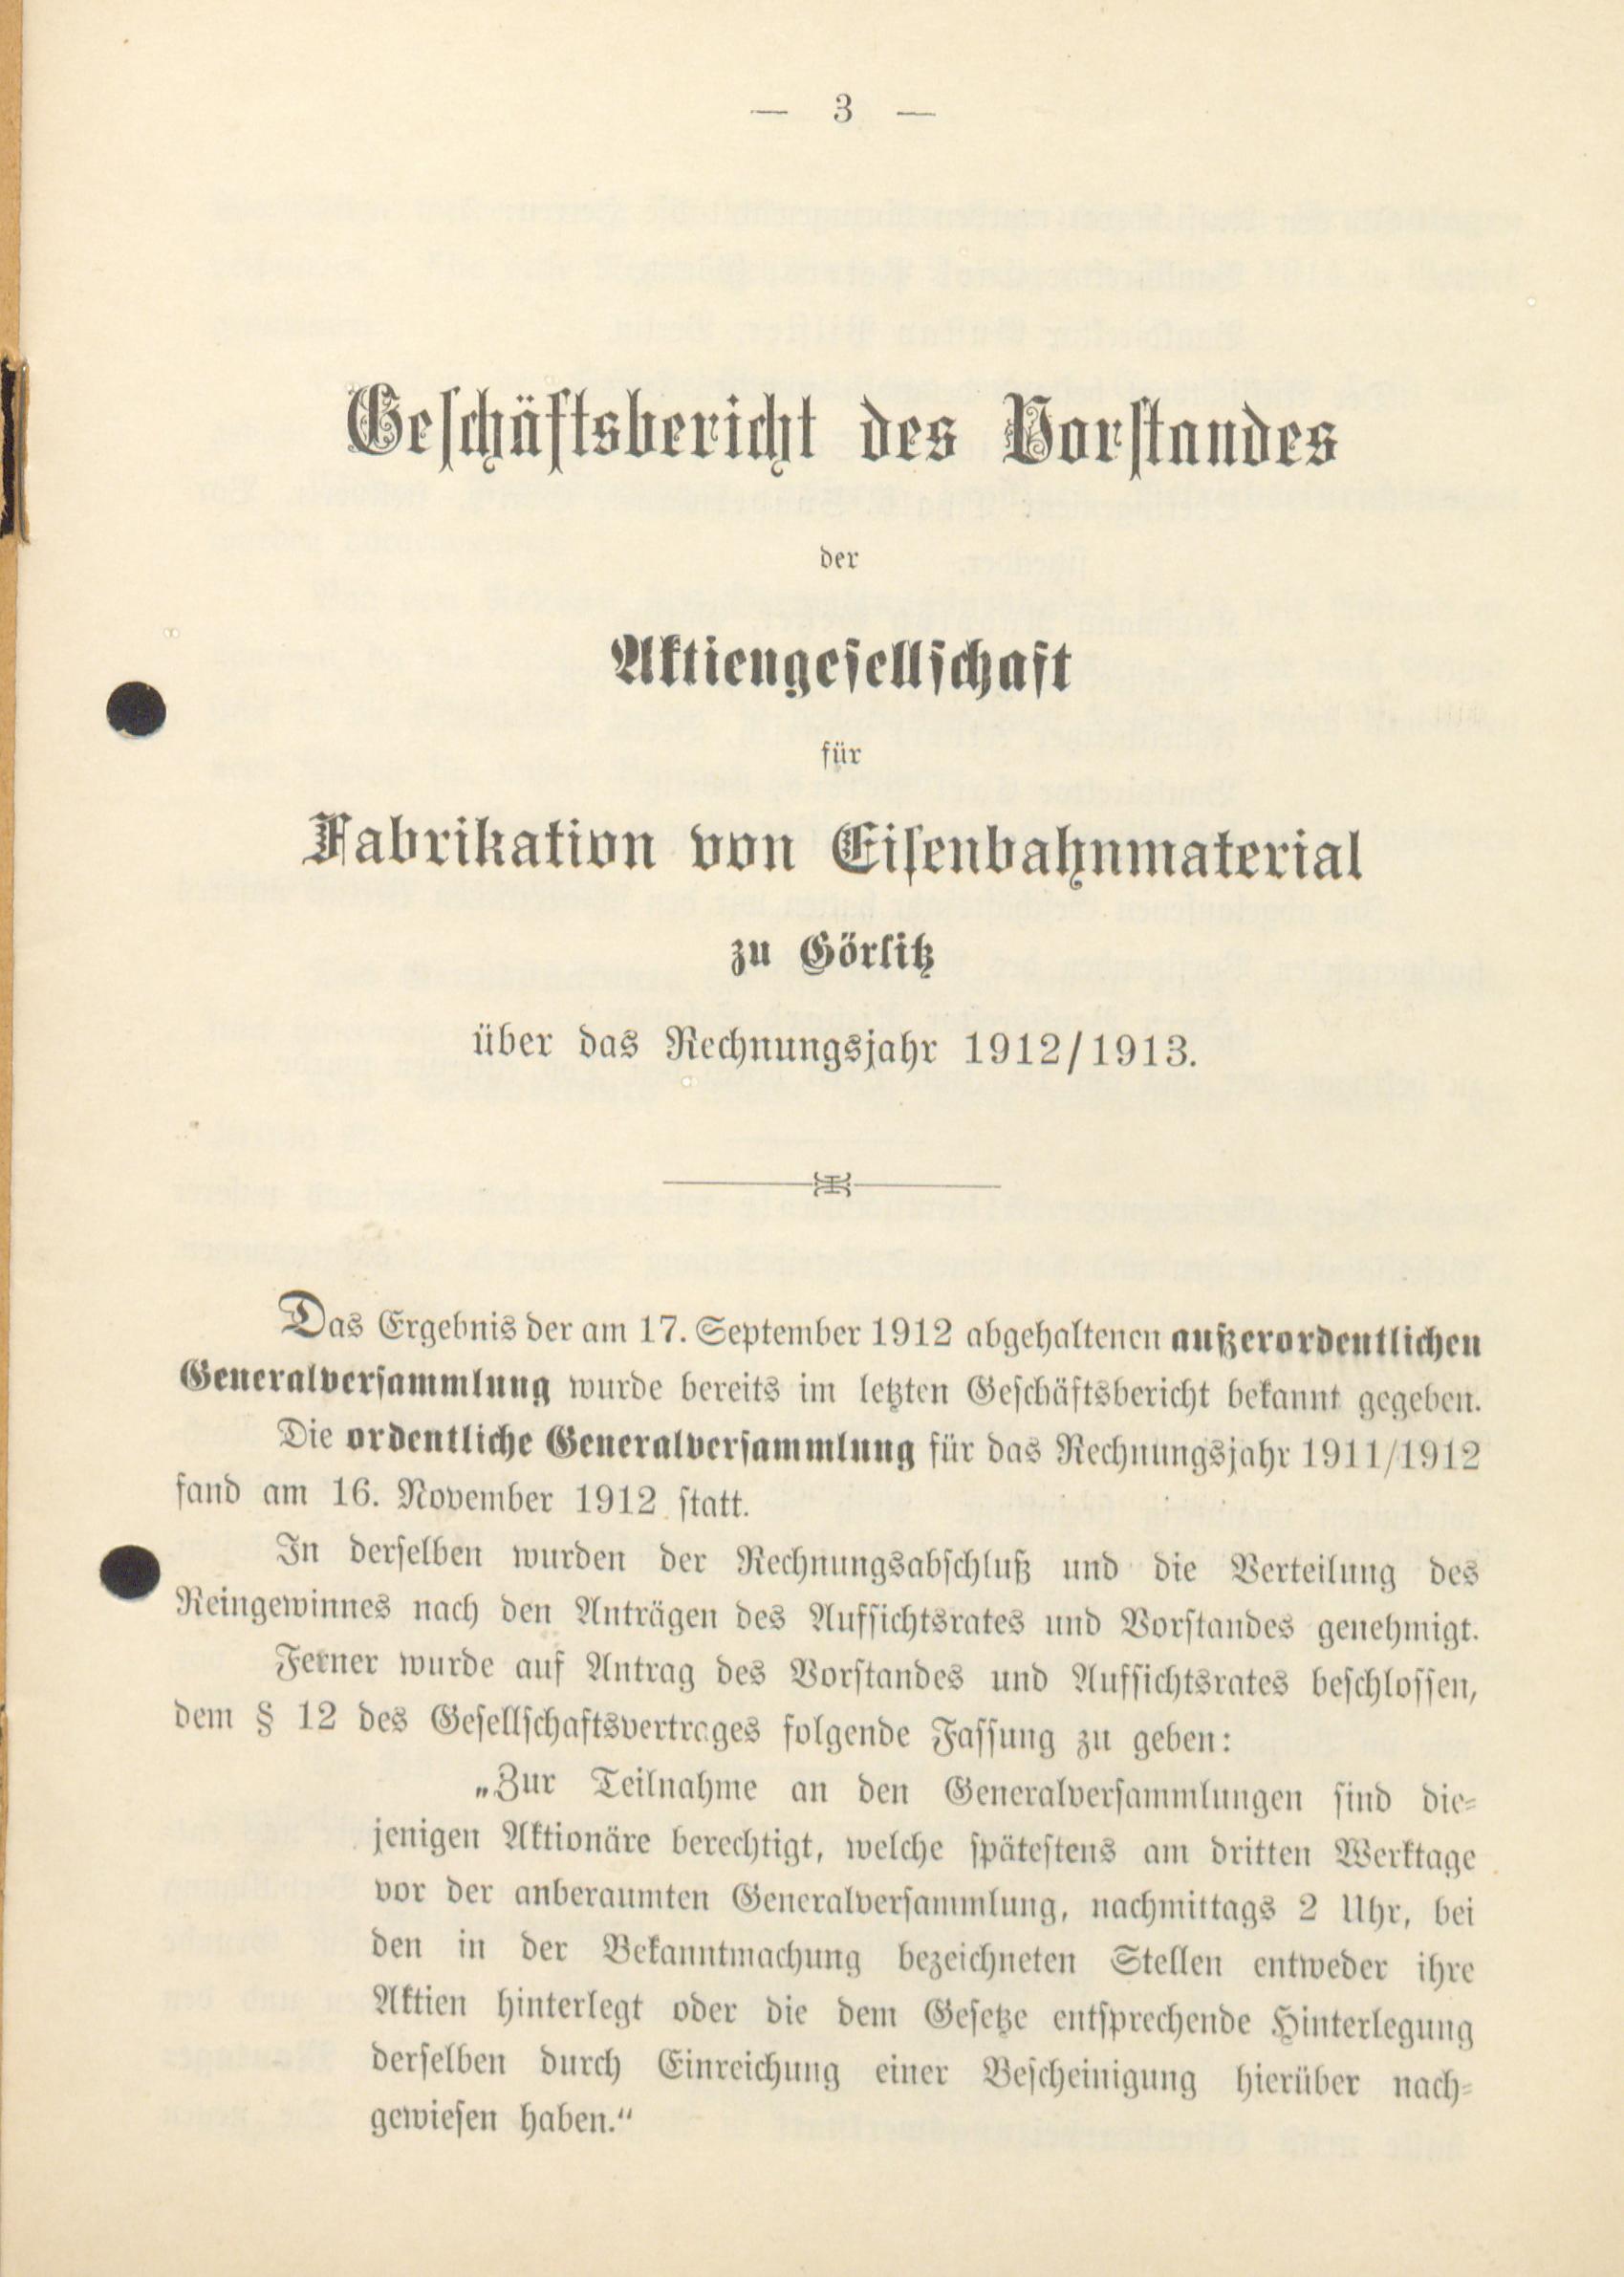 — 3 —
Geschäftsbericht des Vorstandes
der
Aktiengesellschaft
für
Fabrikation von Eisenbahnmaterial
zu Görlitz
über das Rechnungsjahr 1912/1913.
Das Ergebnis der am 17. September 1912 abgehaltenen außerordentlichen
Generalversammlung wurde bereits im letzten Geschäftsbericht bekannt gegeben.
Die ordentliche Generalversammlung für das Rechnungsjahr 1911/1912
fand am 16. November 1912 statt.
In derselben wurden der Rechnungsabschluß und die Verteilung des
Reingewinnes nach den Anträgen des Aufsichtsrates und Vorstandes genehmigt.
Ferner wurde auf Antrag des Vorstandes und Aufsichtsrates beschlossen,
dem § 12 des Gesellschaftsvertrages folgende Fassung zu geben:
„Zur Teilnahme an den Generalversammlungen sind die-
jenigen Aktionäre berechtigt, welche spätestens am dritten Werktage
vor der anberaumten Generalversammlung, nachmittags 2 Uhr, bei
den in der Bekanntmachung bezeichneten Stellen entweder ihre
Aktien hinterlegt oder die dem Gesetze entsprechende Hinterlegung
derselben durch Einreichung einer Bescheinigung hierüber nach-
gewiesen haben.“